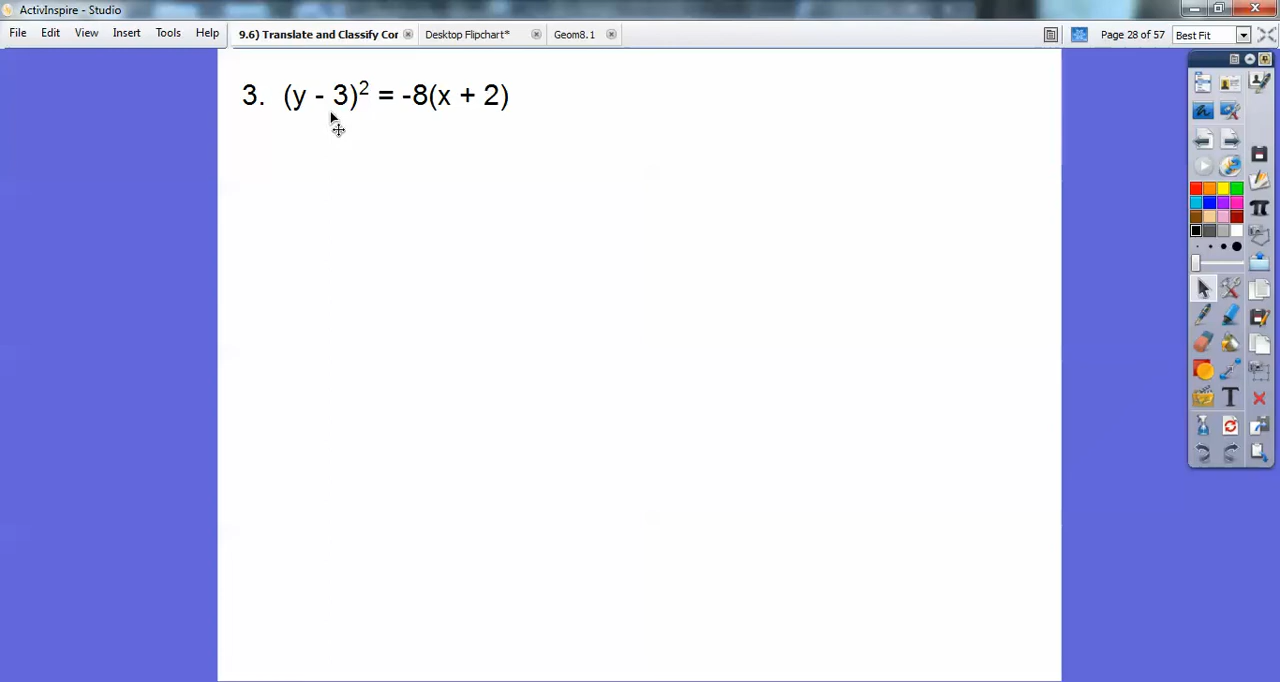 ActivInspire - Studio
File Edit View Insert Tools Help 9.6) Translate and Classify Cor Desktop Flipchart* Geom8.1 Page 28 of 57 Best Fit
3. (y - 3)² = -8(x + 2)